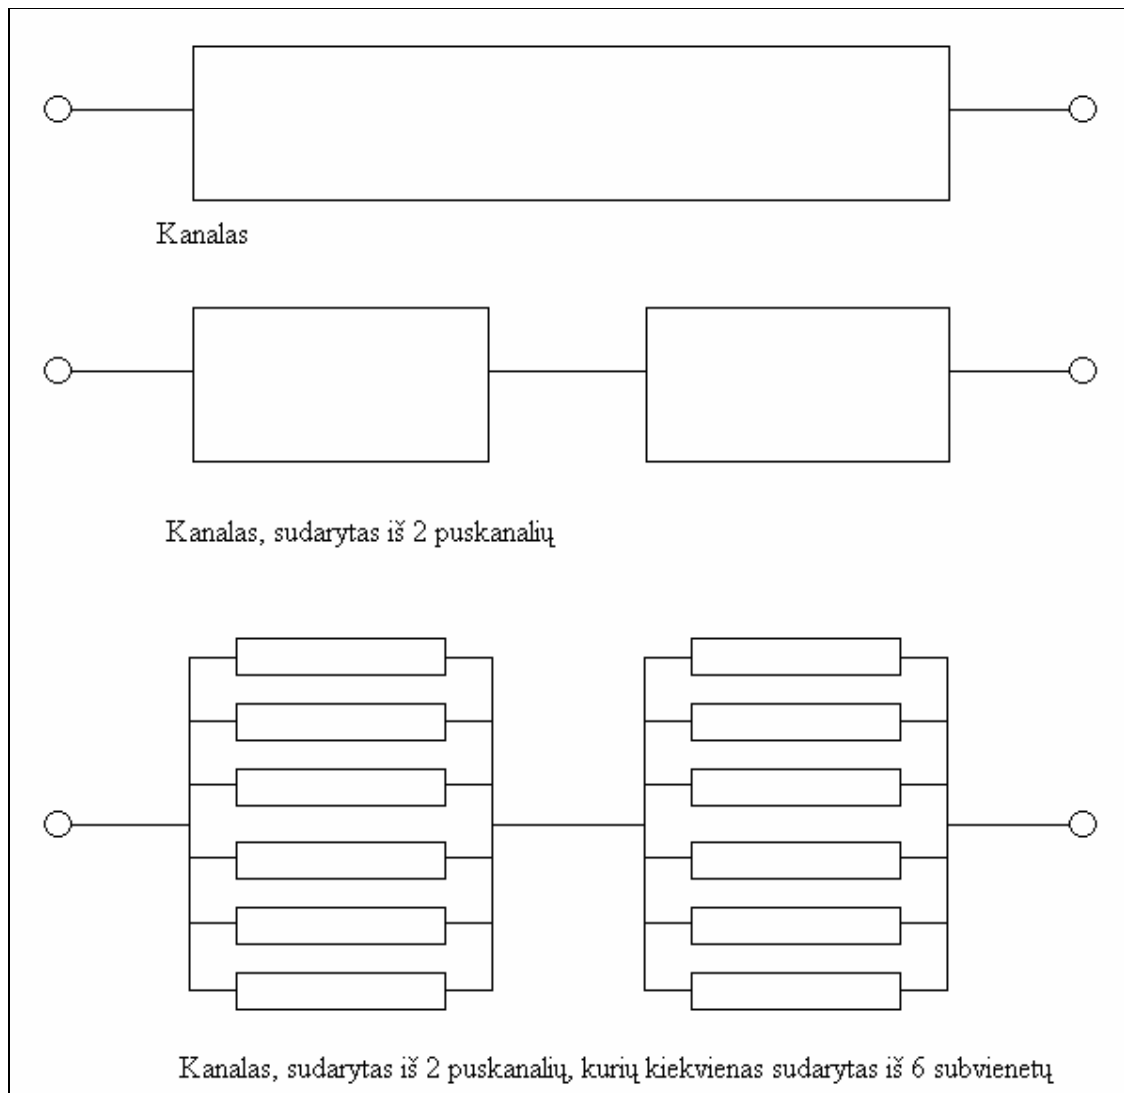 Kanalas
Kanalas, sudarytas iš 2 puskanalių
Kanalas, sudarytas iš 2 puskanalių, kurių kiekvienas sudarytas iš 6 subvienetų